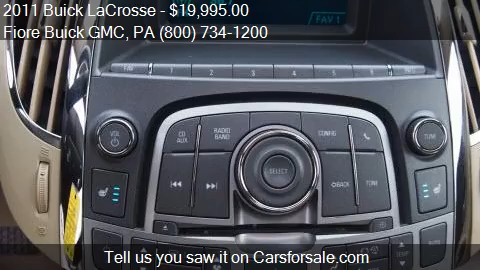 2011 Buick LaCrosse - $19,995.00
Fiore Buick GMC, PA (800) 734-1200
FAV 1
FAV 1 2 3 4 5 6
VOL
CD AUX
RADIO BAND
CONFIG
TUNE
SELECT
BACK
TONE
TEMP
Tell us you saw it on Carsforsale.com